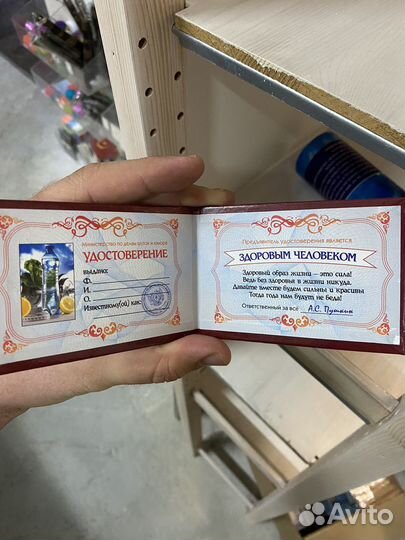 Министерство по делам шуток и юмора
УДОСТОВЕРЕНИЕ
выдано:
Ф.
И.
О.
Известному(ой) как:
Предъявитель удостоверения является
ЗДОРОВЫМ ЧЕЛОВЕКОМ
Здоровый образ жизни – это сила!
Ведь без здоровья в жизни никуда.
Давайте вместе будем сильны и красивы
Тогда года нам будут не беда!
Ответственный за всё А.С. Пушкин
Avito